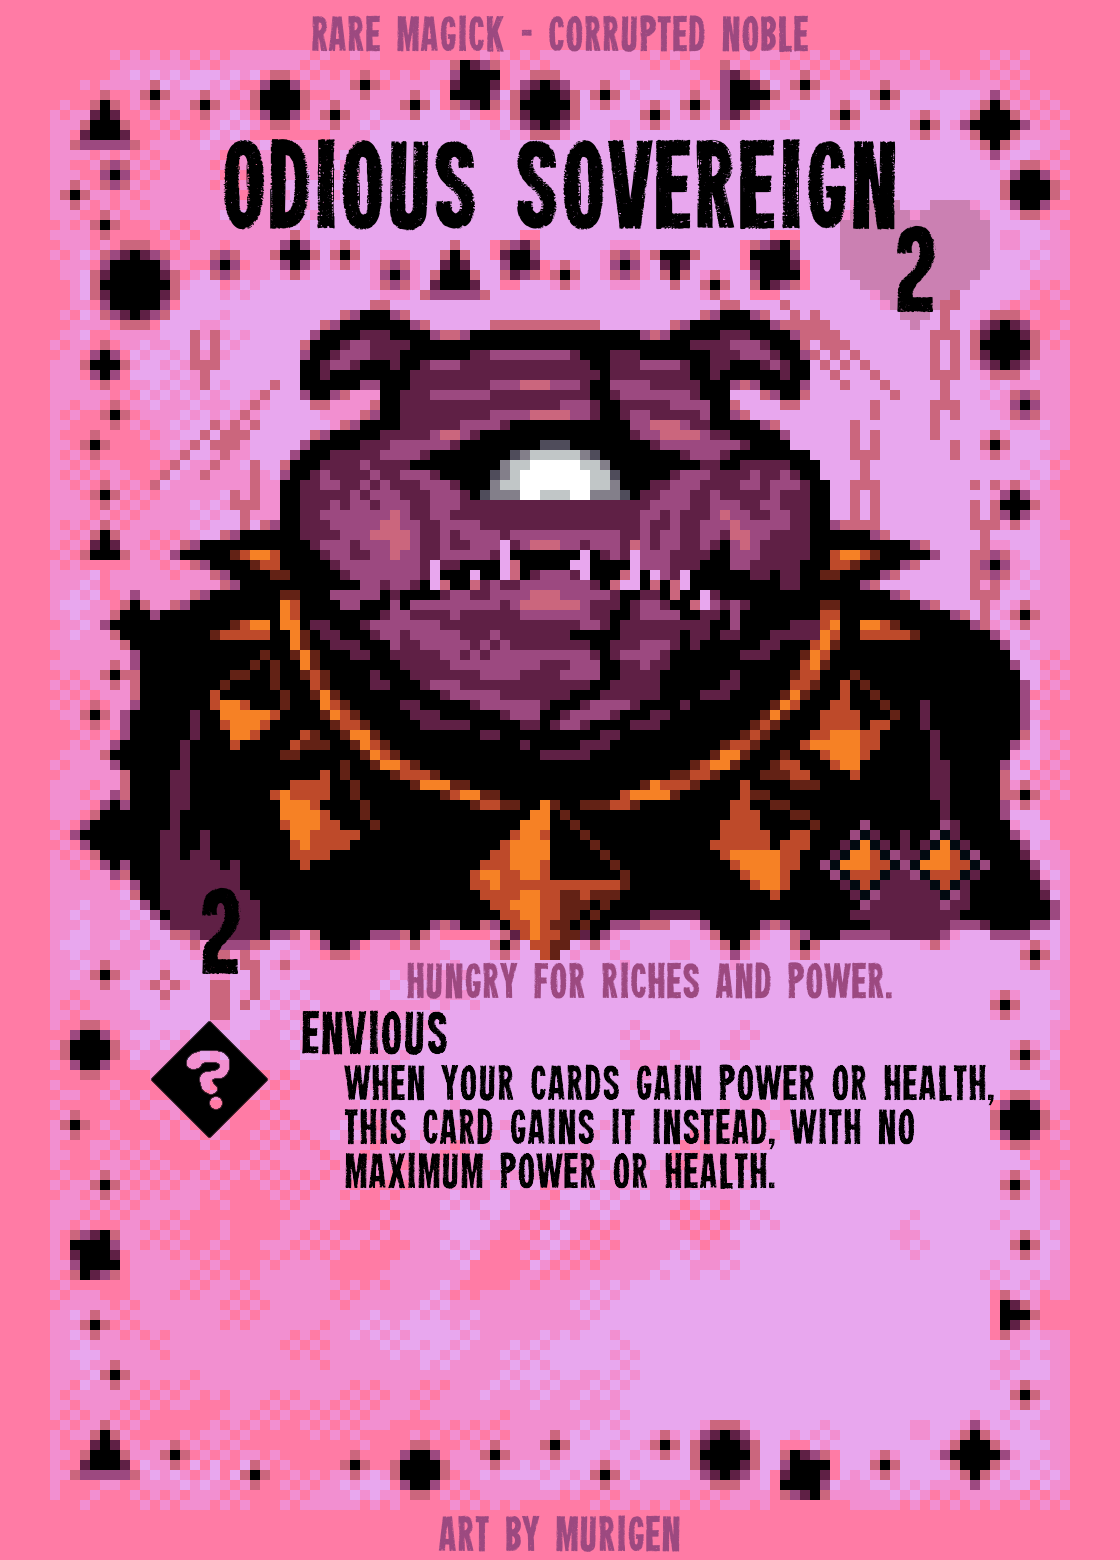 RARE MAGICK - CORRUPTED NOBLE
ODIOUS SOVEREIGN
2
2
HUNGRY FOR RICHES AND POWER.
?
ENVIOUS
WHEN YOUR CARDS GAIN POWER OR HEALTH,
THIS CARD GAINS IT INSTEAD, WITH NO
MAXIMUM POWER OR HEALTH.
ART BY MURIGEN